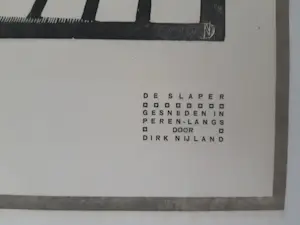 DE SLAPER
GESNEDEN IN
PEREN-LANGS
DOOR
DIRK NIJLAND